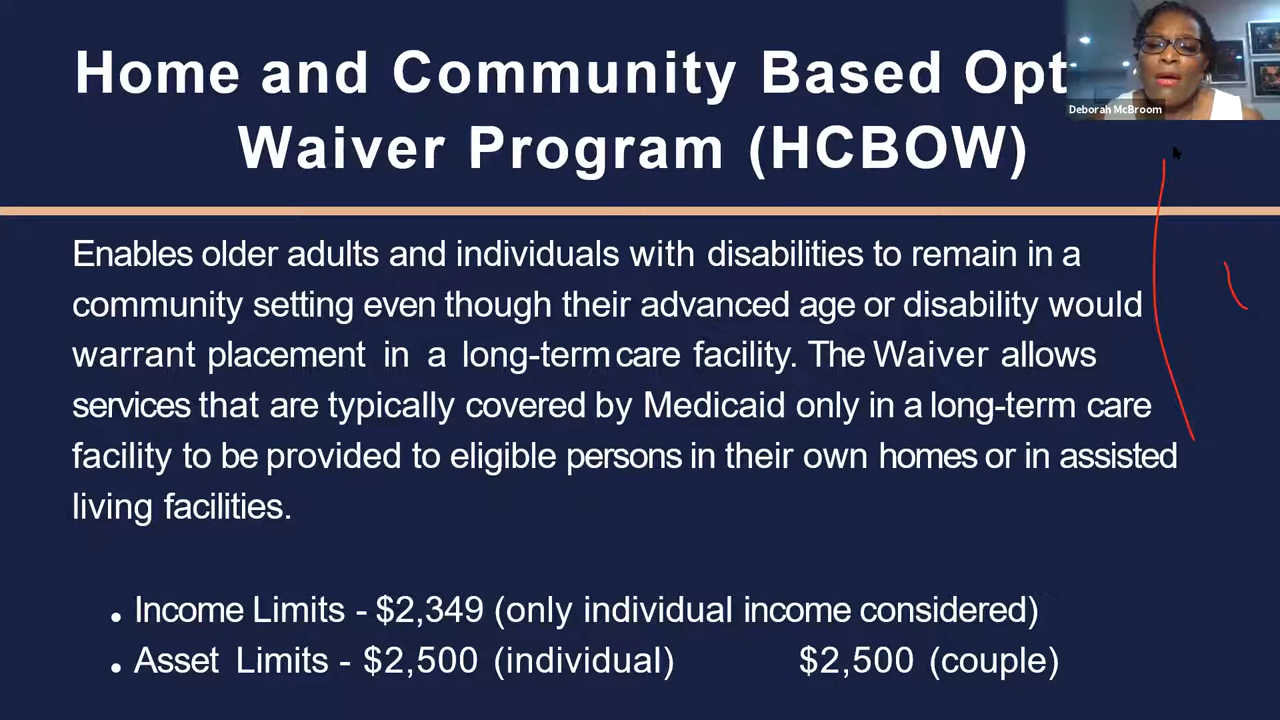 Home and Community Based Opt
Waiver Program (HCBOW)
Deborah McBroom
Enables older adults and individuals with disabilities to remain in a
community setting even though their advanced age or disability would
warrant placement in a long-term care facility. The Waiver allows
services that are typically covered by Medicaid only in a long-term care
facility to be provided to eligible persons in their own homes or in assisted
living facilities.
• Income Limits - $2,349 (only individual income considered)
• Asset Limits - $2,500 (individual) $2,500 (couple)